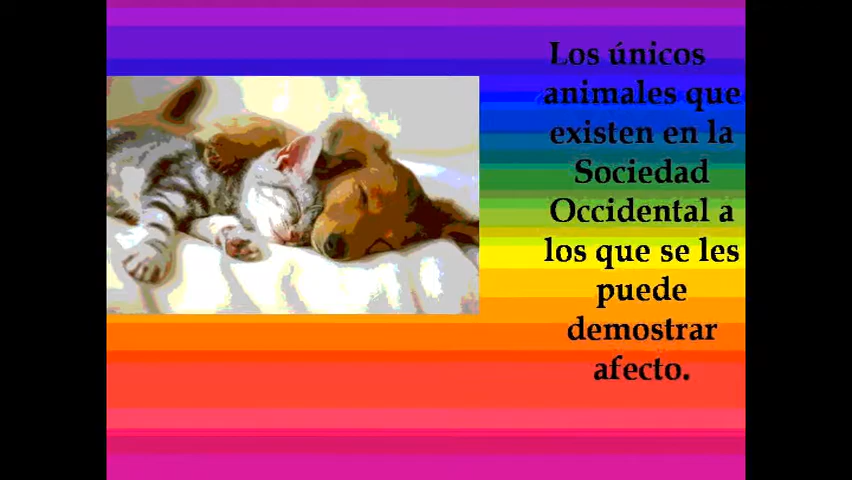 Los únicos
animales que
existen en la
Sociedad
Occidental a
los que se les
puede
demostrar
afecto.